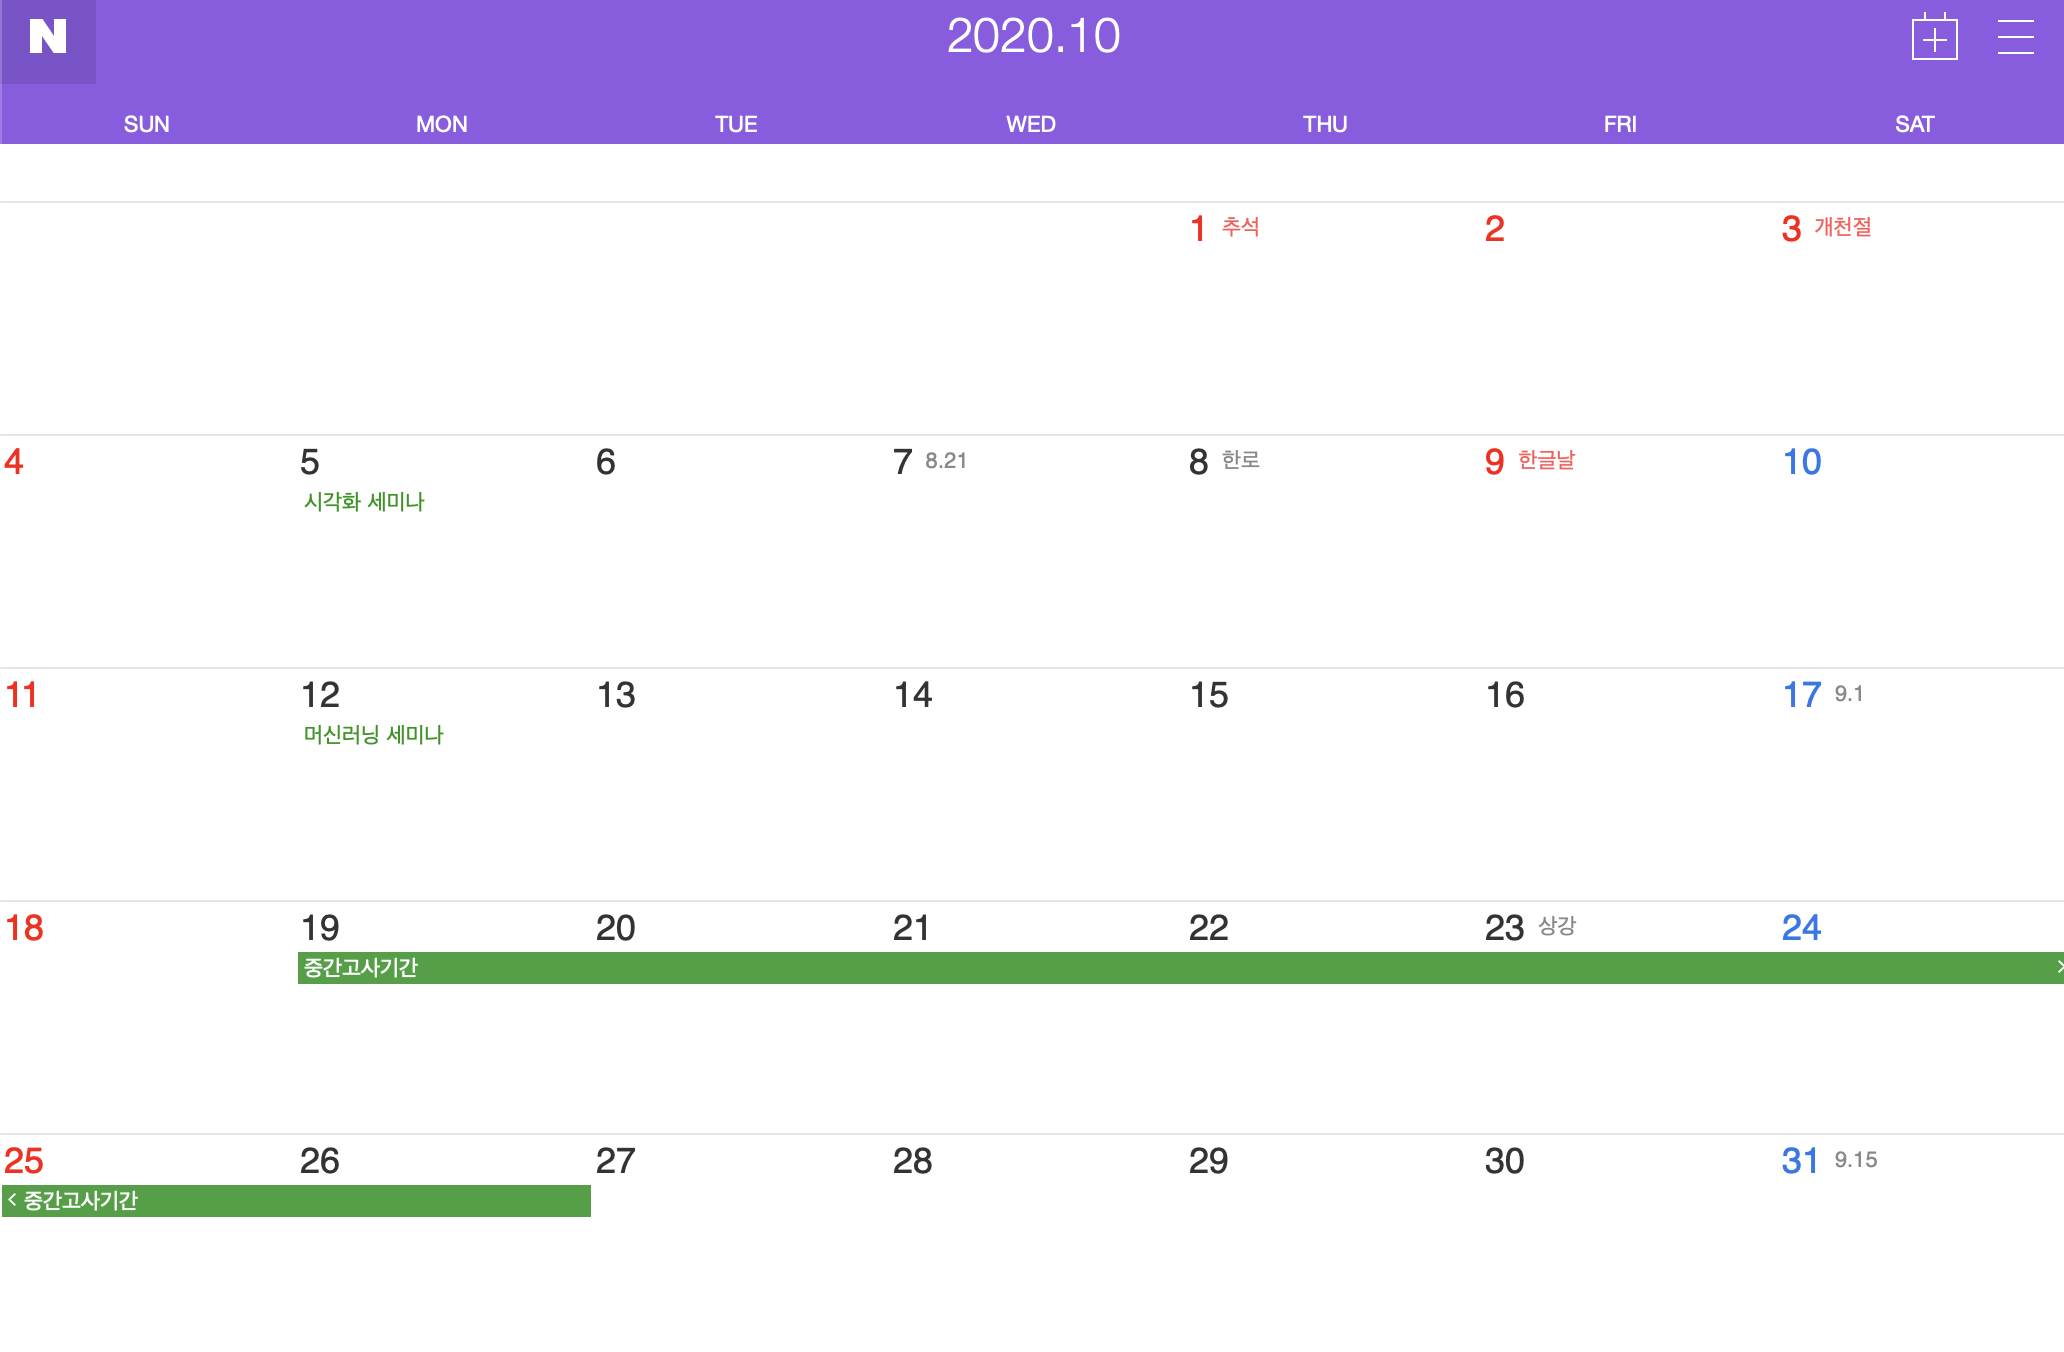 N
2020.10
SUN MON TUE WED THU FRI SAT
1 추석 2 3 개천절
4 5 6 7 8.21 8 한로 9 한글날 10
시각화 세미나
11 12 13 14 15 16 17 9.1
머신러닝 세미나
18 19 20 21 22 23 상강 24
중간고사기간
25 26 27 28 29 30 31 9.15
< 중간고사기간